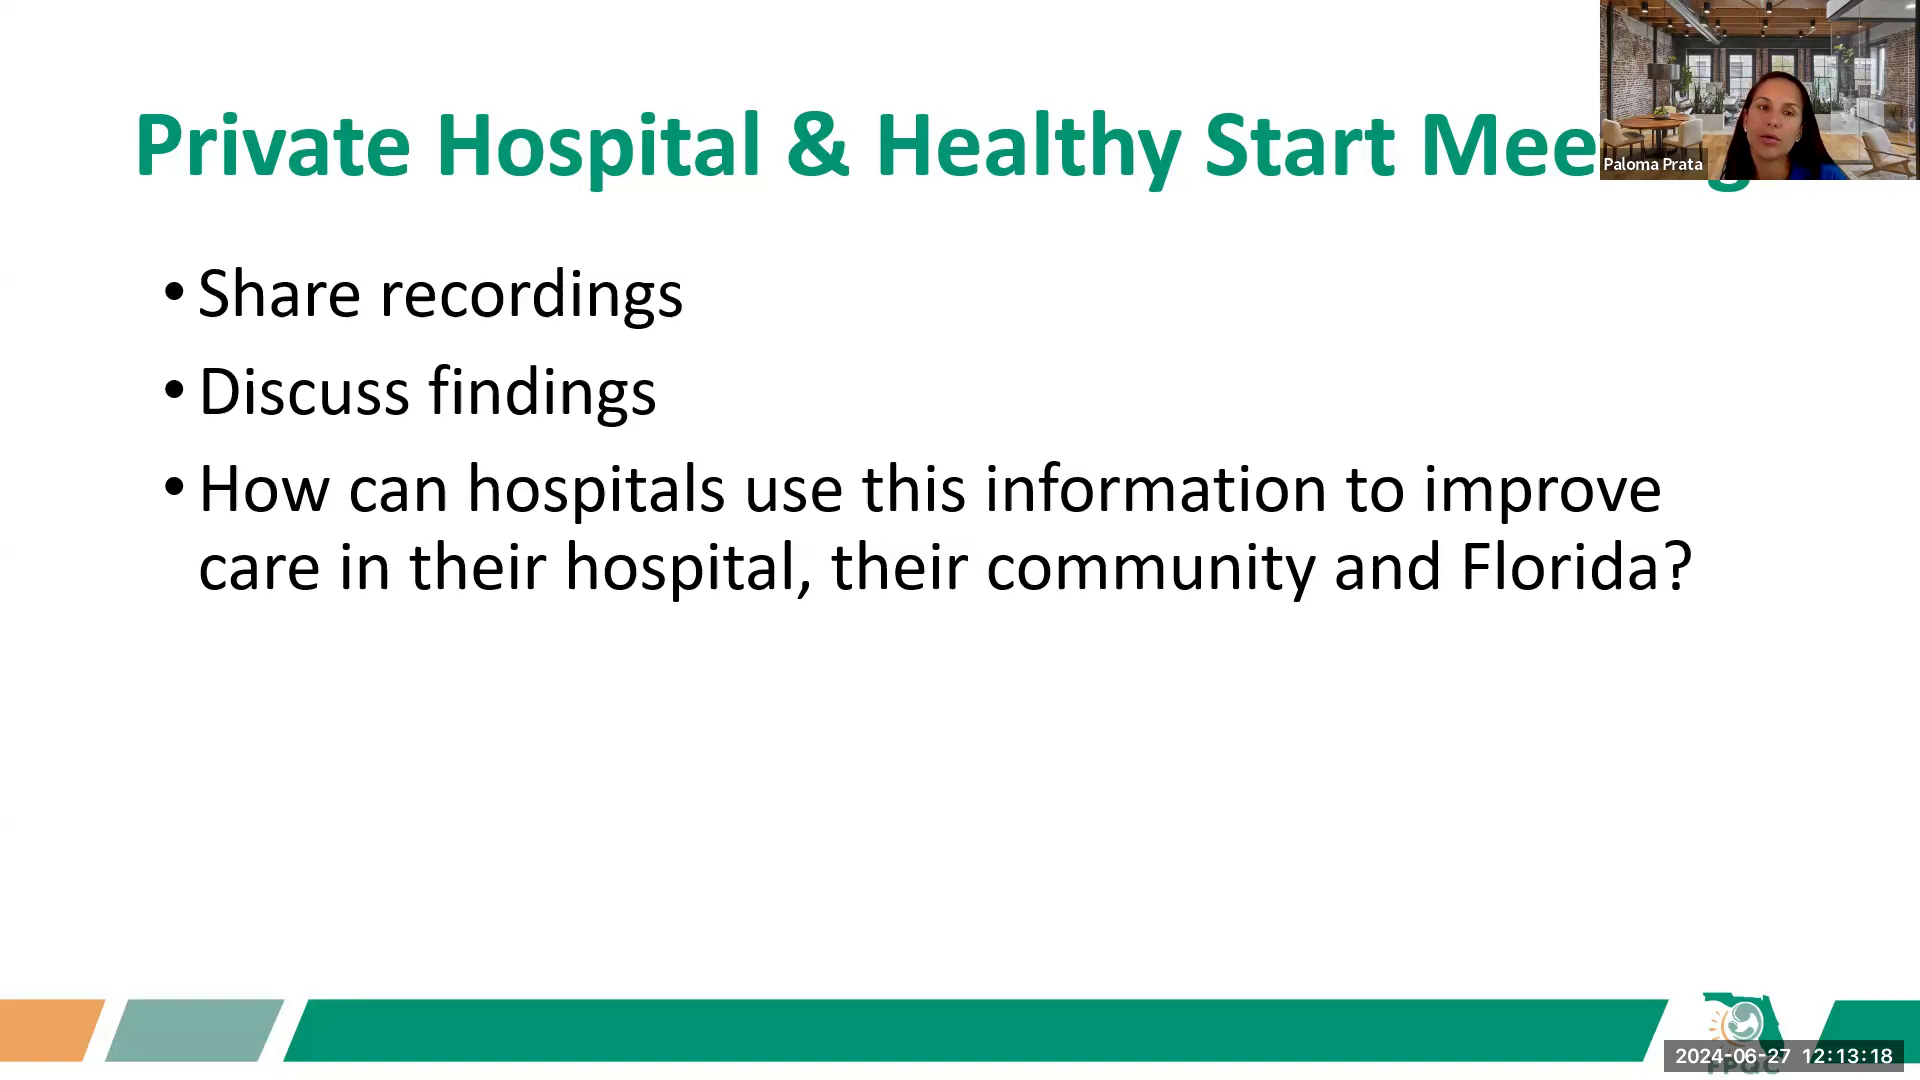 Private Hospital & Healthy Start Mee
Paloma Prata
• Share recordings
• Discuss findings
• How can hospitals use this information to improve
care in their hospital, their community and Florida?
2024-06-27 12:13:18
FPQC